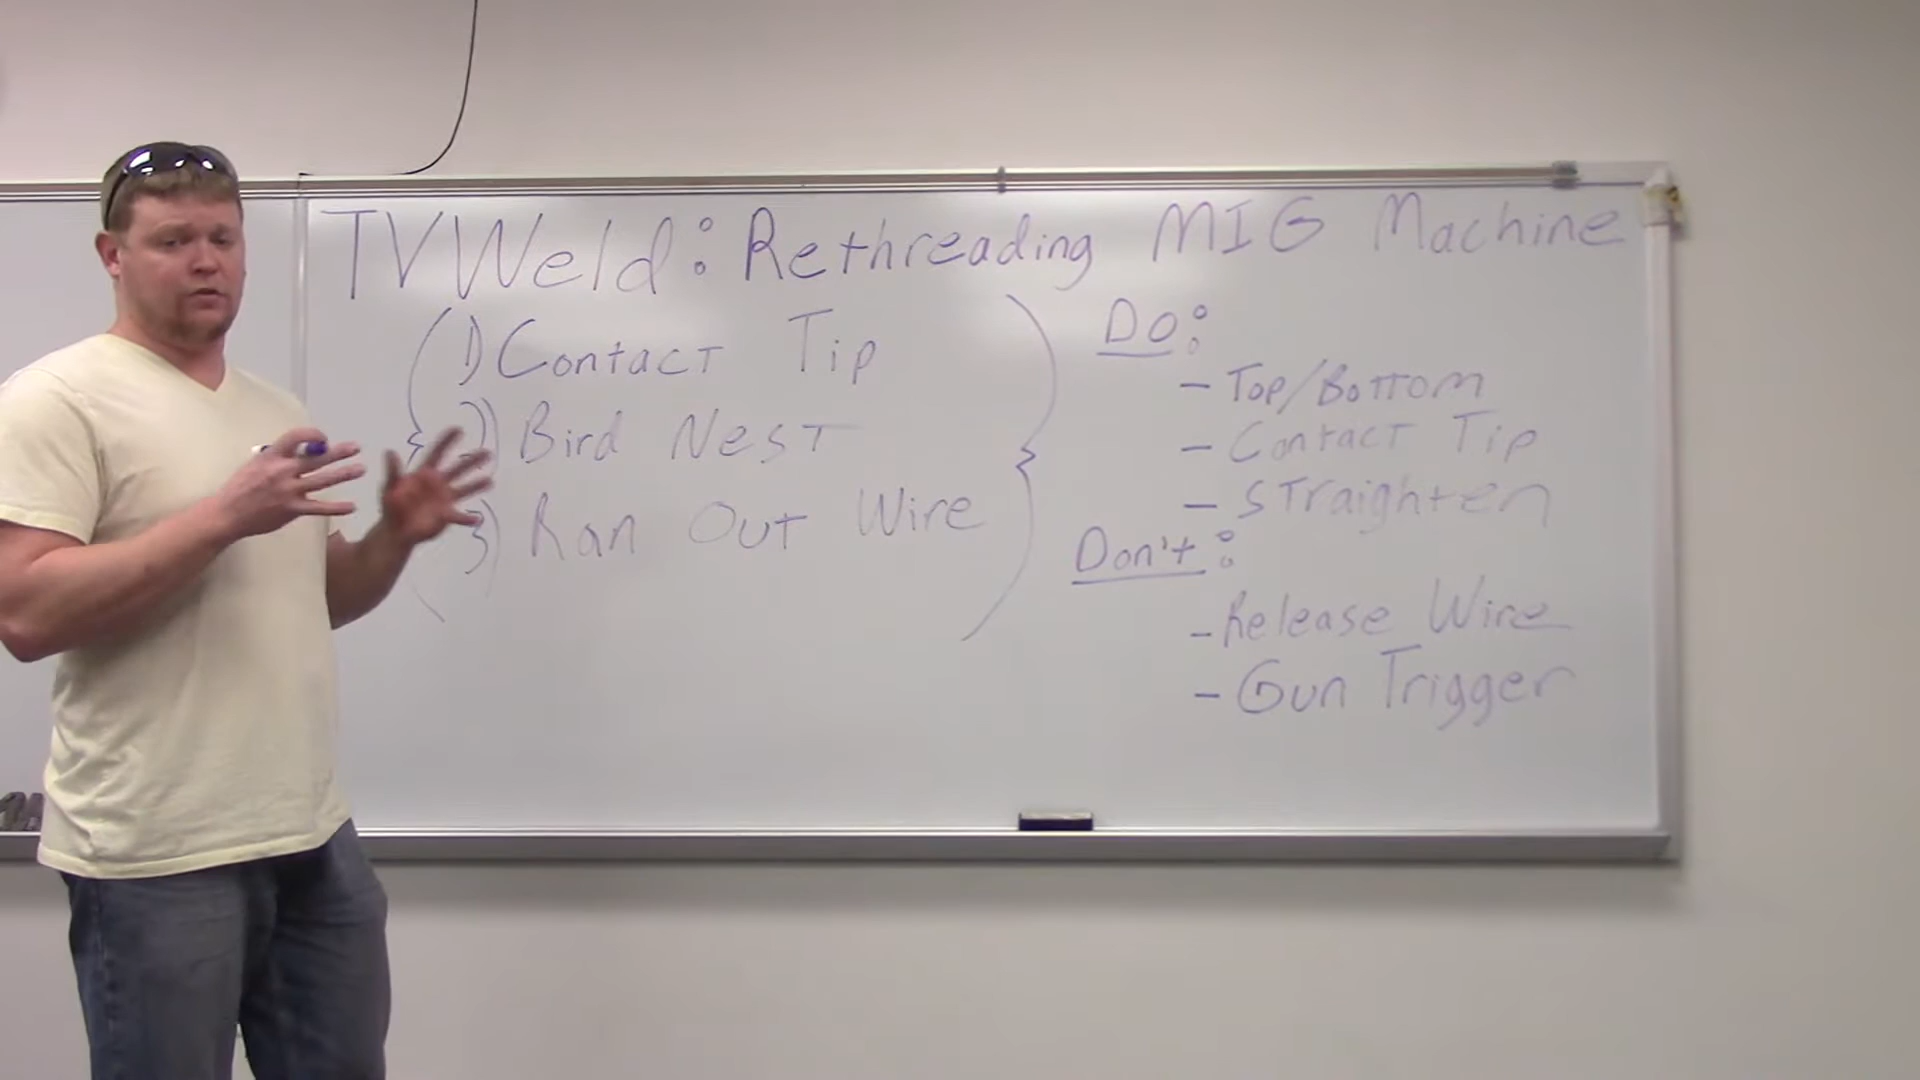 TVWeld: Rethreading MIG Machine
1) Contact Tip
2) Bird Nest
3) Ran Out Wire
Do:
- Top/Bottom
- Contact Tip
- Straighten
Don't:
- Release Wire
- Gun Trigger